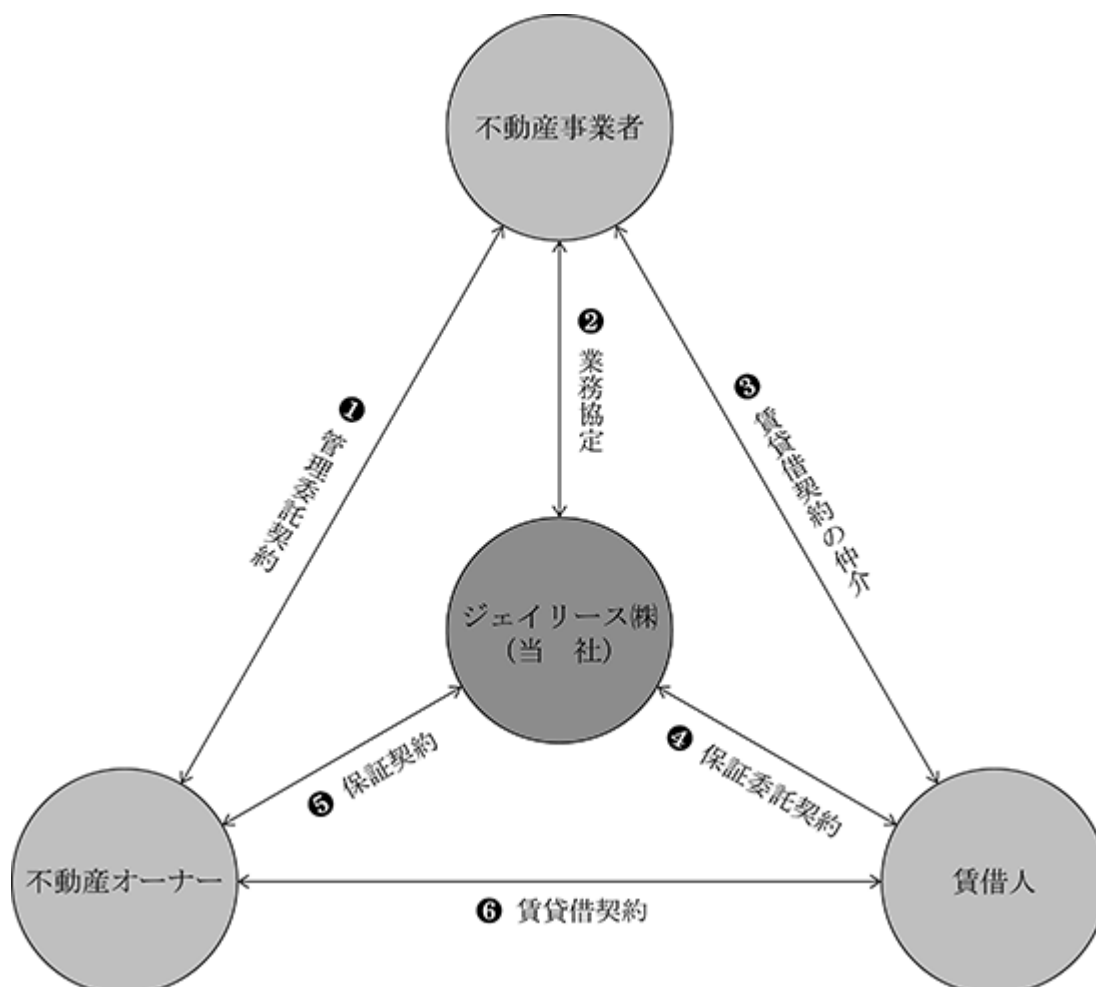 不動産事業者
❷ 業務協定
❶ 管理委託契約
❸ 賃貸借契約の仲介
ジェイリース㈱
(当 社)
❺ 保証契約
❹ 保証委託契約
不動産オーナー
賃借人
❻ 賃貸借契約